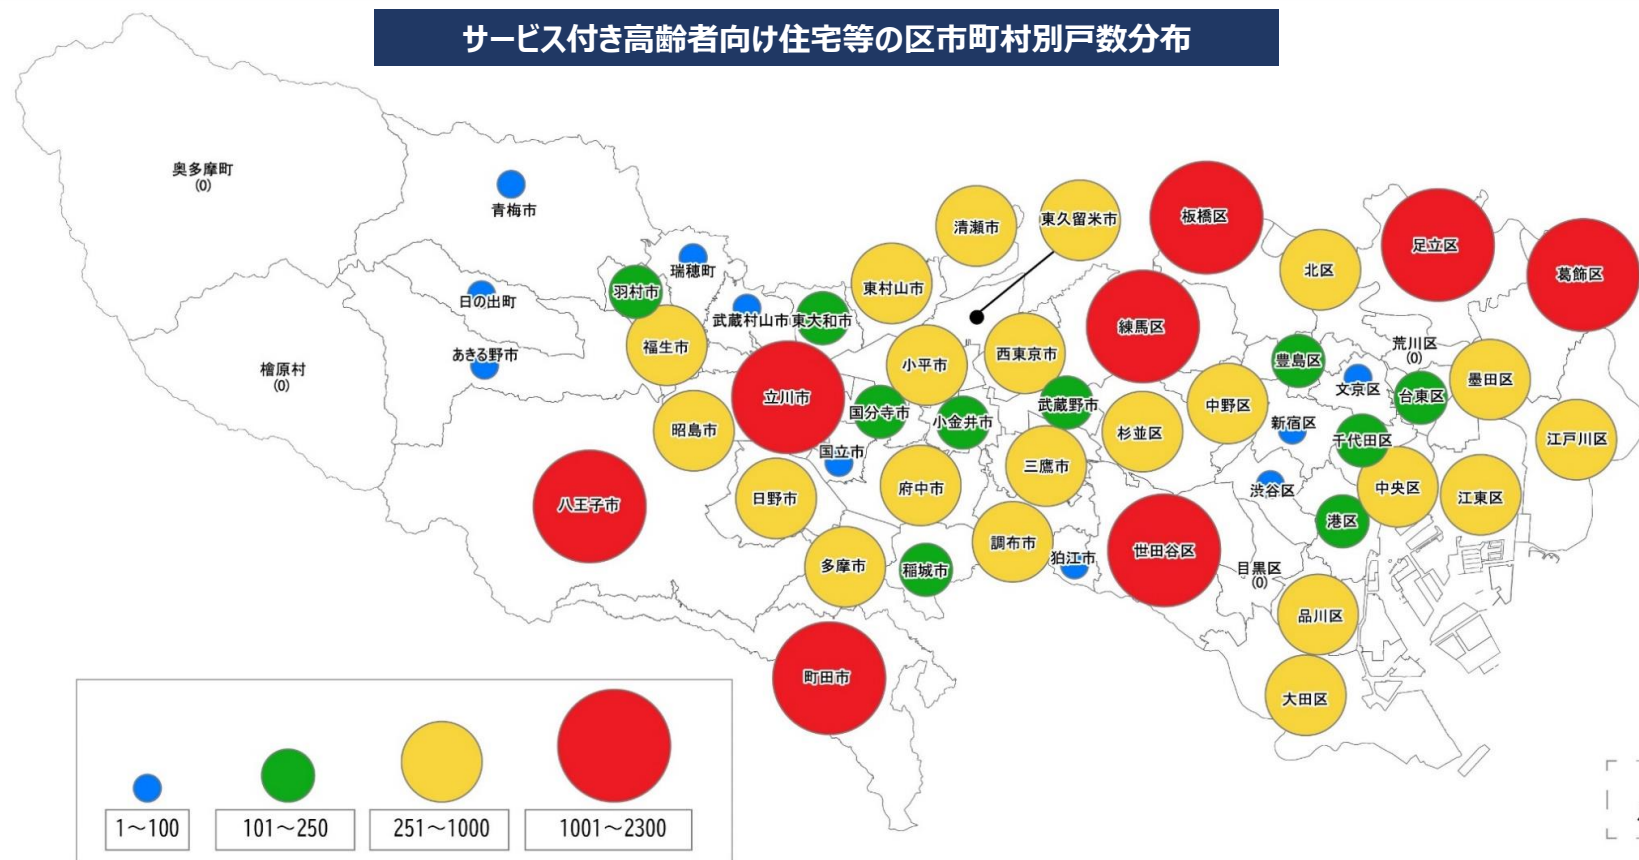 サービス付き高齢者向け住宅等の区市町村別戸数分布
奥多摩町
(0)
青梅市
瑞穂町
羽村市
日の出町
武蔵村山市
東大和市
東村山市
清瀬市
東久留米市
板橋区
北区
足立区
葛飾区
檜原村
(0)
あきる野市
福生市
立川市
小平市
西東京市
練馬区
豊島区
荒川区
(0)
文京区
台東区
墨田区
昭島市
国分寺市
小金井市
武蔵野市
杉並区
中野区
新宿区
千代田区
江戸川区
八王子市
日野市
国立市
府中市
三鷹市
渋谷区
中央区
江東区
港区
多摩市
稲城市
調布市
狛江市
世田谷区
目黒区
(0)
品川区
町田市
大田区
1～100
101～250
251～1000
1001～2300